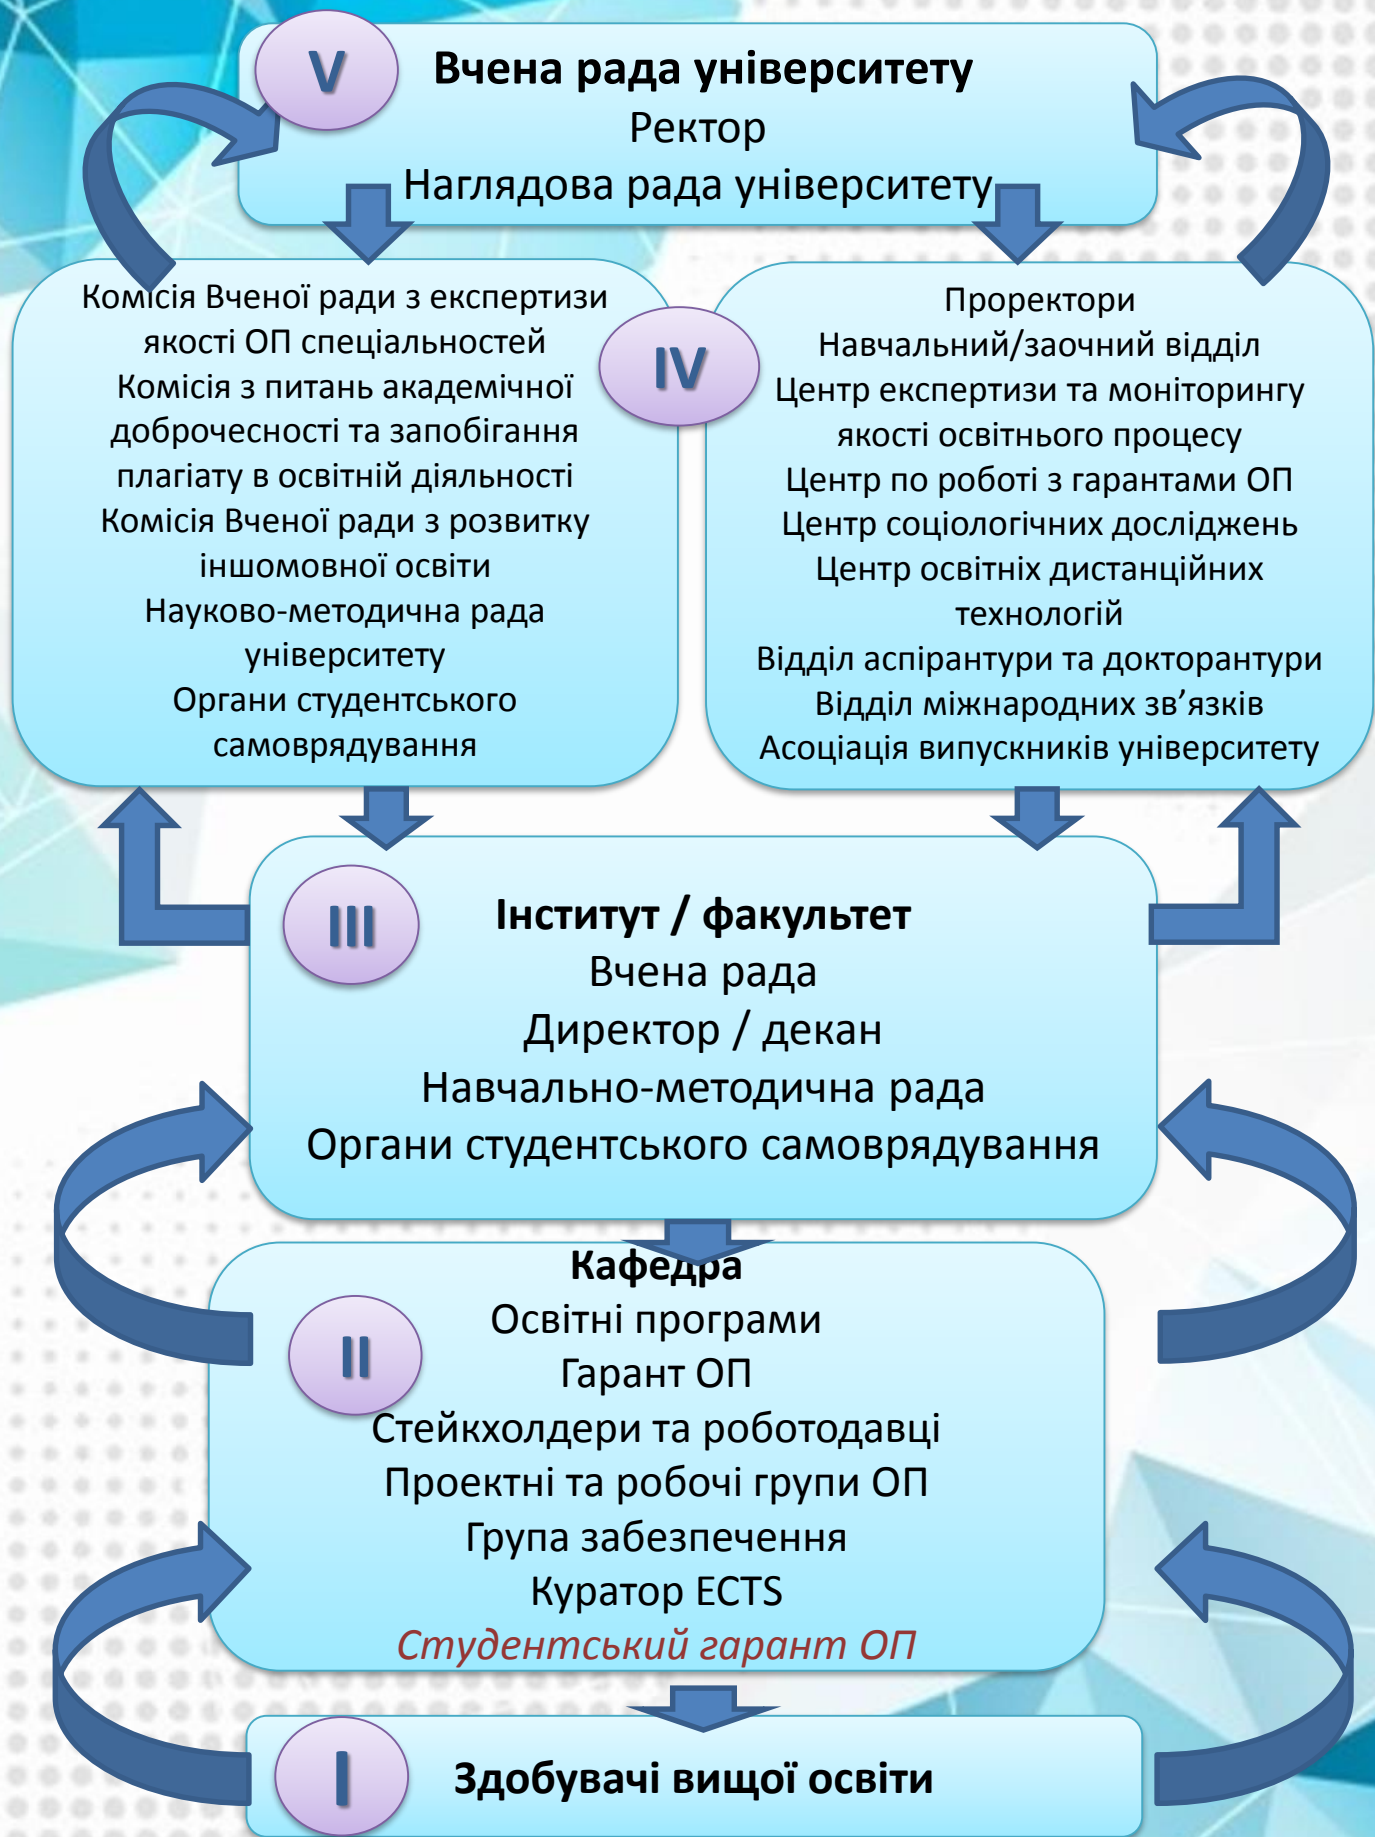 V
Вчена рада університету
Ректор
Наглядова рада університету
Комісія Вченої ради з експертизи
якості ОП спеціальностей
Комісія з питань академічної
доброчесності та запобігання
плагіату в освітній діяльності
Комісія Вченої ради з розвитку
іншомовної освіти
Науково-методична рада
університету
Органи студентського
самоврядування
IV
Проректори
Навчальний/заочний відділ
Центр експертизи та моніторингу
якості освітнього процесу
Центр по роботі з гарантами ОП
Центр соціологічних досліджень
Центр освітніх дистанційних
технологій
Відділ аспірантури та докторантури
Відділ міжнародних зв’язків
Асоціація випускників університету
III
Інститут / факультет
Вчена рада
Директор / декан
Навчально-методична рада
Органи студентського самоврядування
Кафедра
II
Освітні програми
Гарант ОП
Стейкхолдери та роботодавці
Проектні та робочі групи ОП
Група забезпечення
Куратор ECTS
Студентський гарант ОП
I
Здобувачі вищої освіти